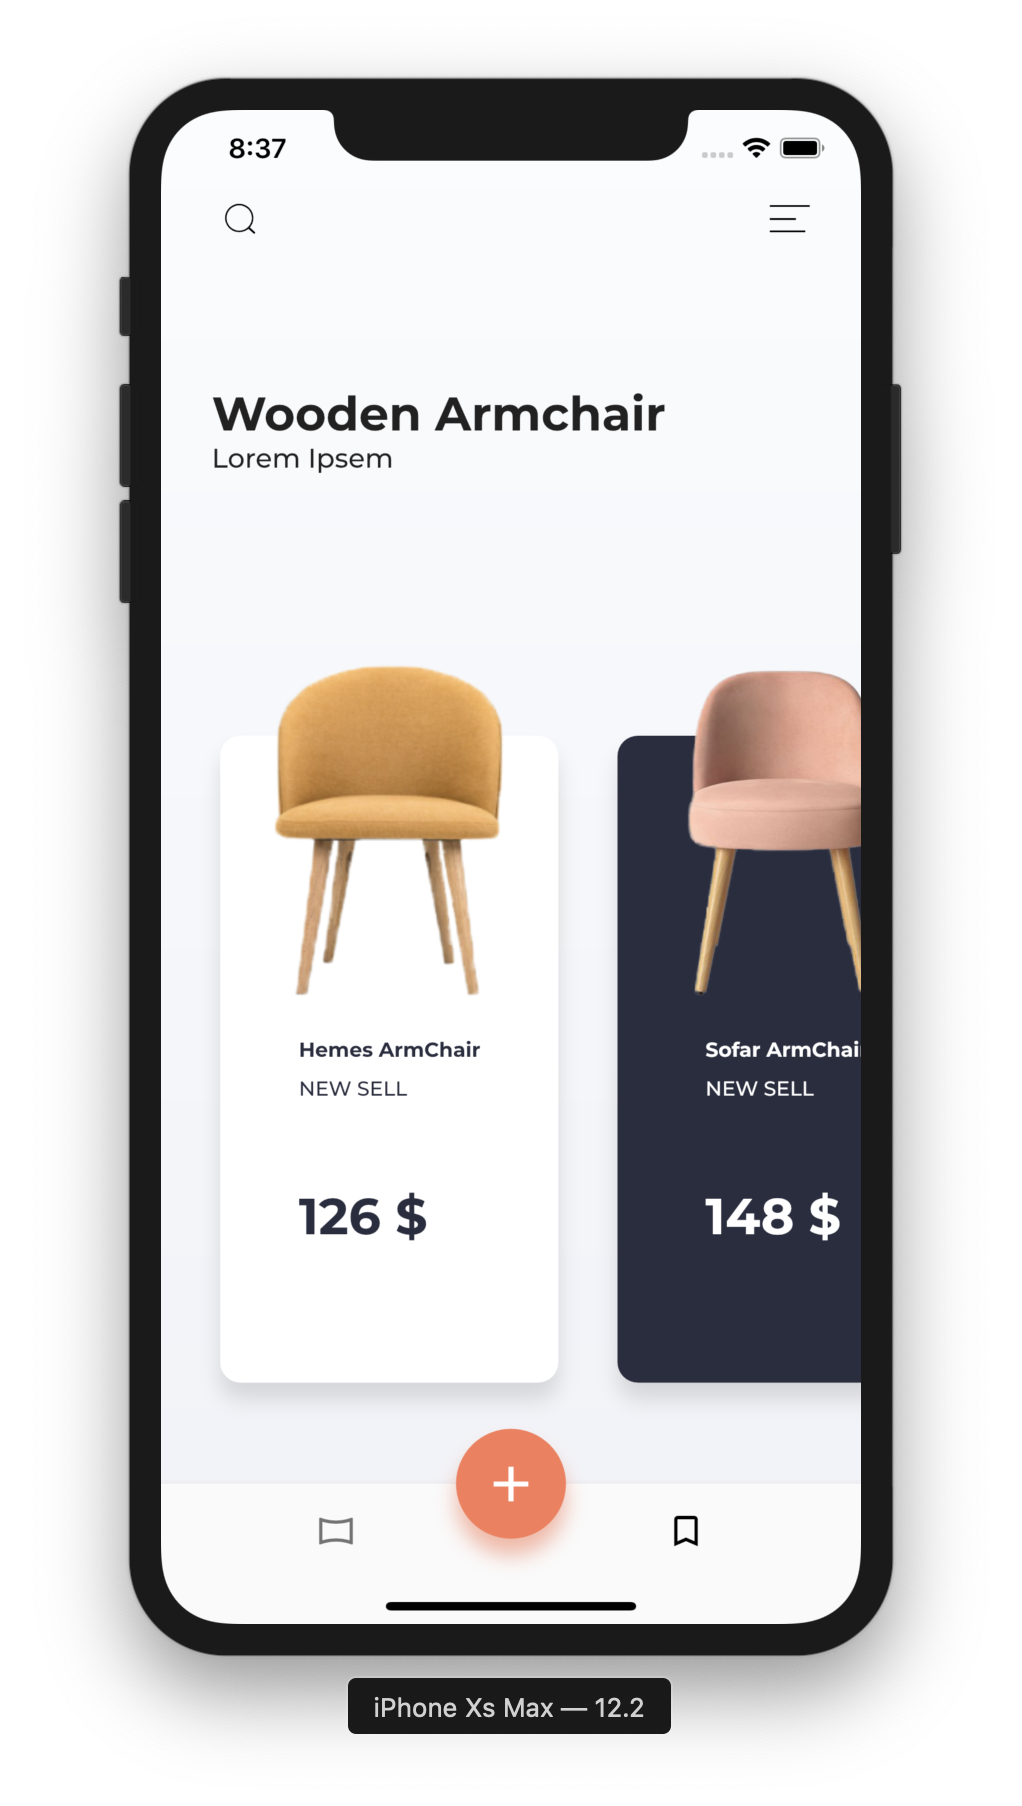 8:37
Wooden Armchair
Lorem Ipsem
Hemes ArmChair
NEW SELL
126 $
Sofar ArmChai
NEW SELL
148 $
iPhone Xs Max — 12.2